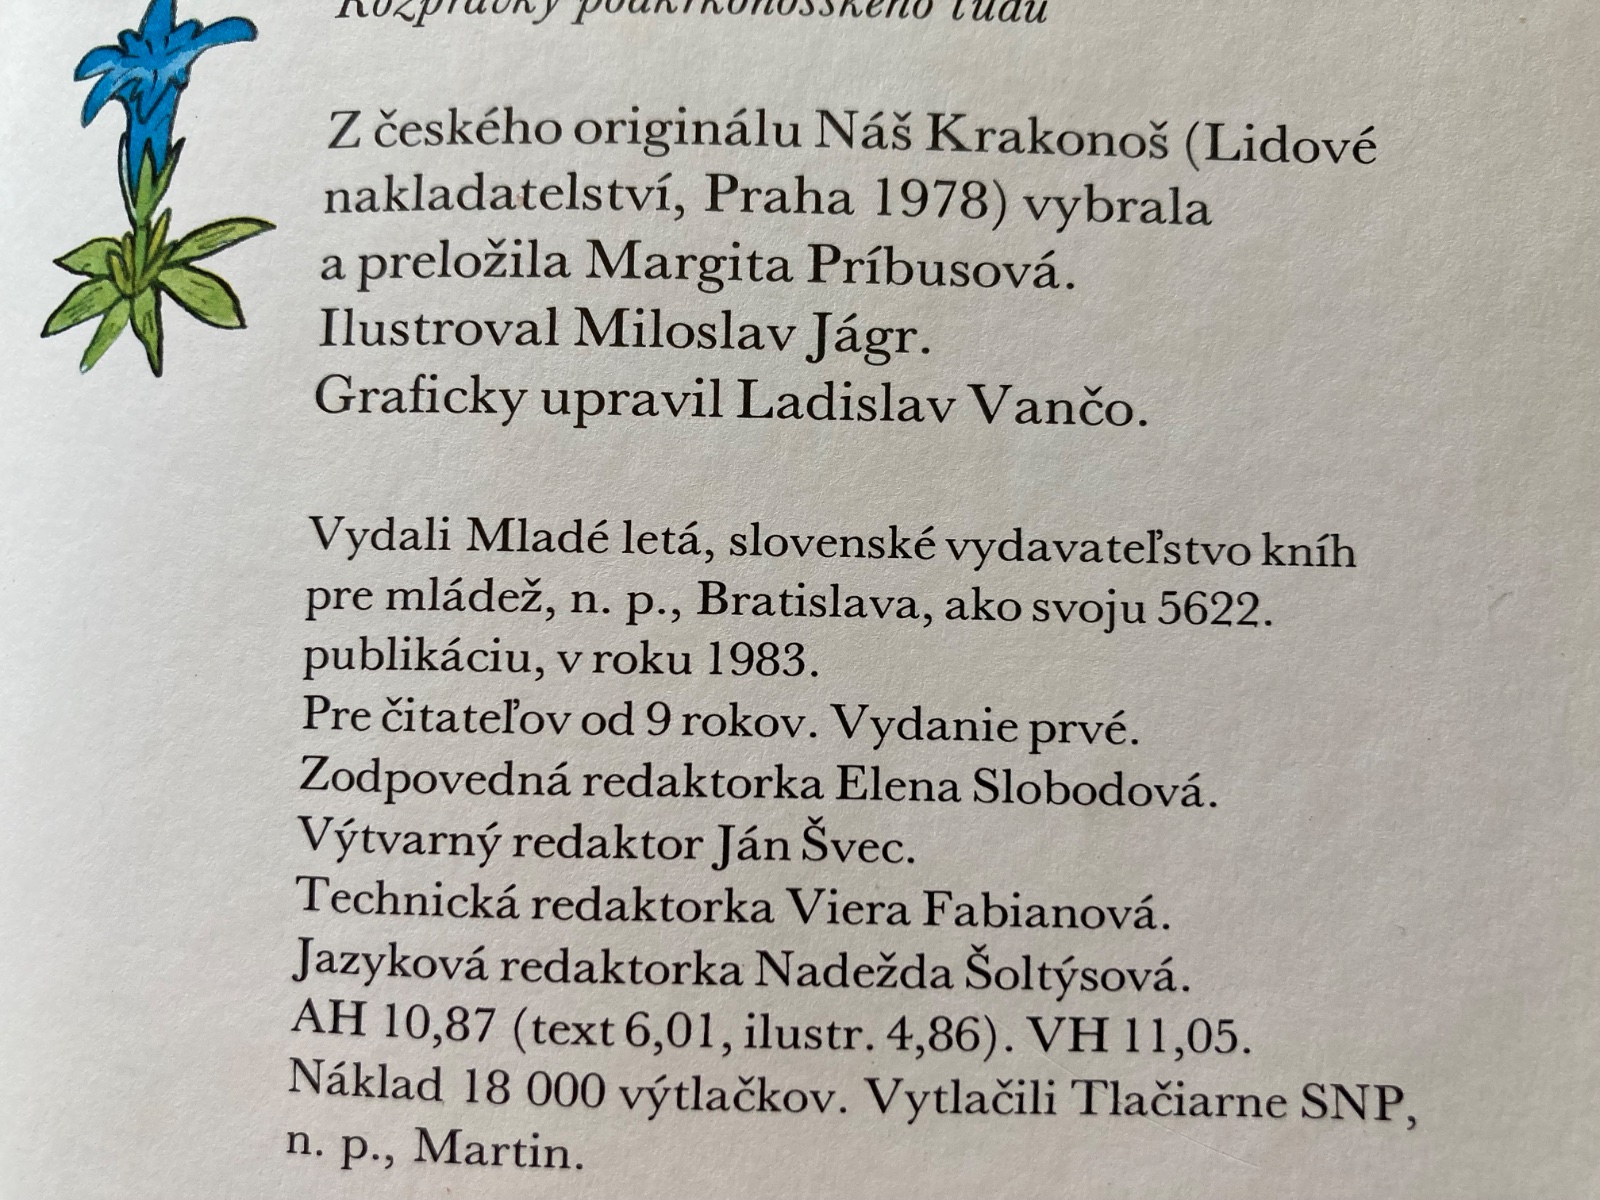 Rozprávky podkrkonošského ľudu
Z českého originálu Náš Krakonoš (Lidové
nakladatelství, Praha 1978) vybrala
a preložila Margita Príbusová.
Ilustroval Miloslav Jágr.
Graficky upravil Ladislav Vančo.
Vydali Mladé letá, slovenské vydavateľstvo kníh
pre mládež, n. p., Bratislava, ako svoju 5622.
publikáciu, v roku 1983.
Pre čitateľov od 9 rokov. Vydanie prvé.
Zodpovedná redaktorka Elena Slobodová.
Výtvarný redaktor Ján Švec.
Technická redaktorka Viera Fabianová.
Jazyková redaktorka Nadežda Šoltýsová.
AH 10,87 (text 6,01, ilustr. 4,86). VH 11,05.
Náklad 18 000 výtlačkov. Vytlačili Tlačiarne SNP,
n. p., Martin.